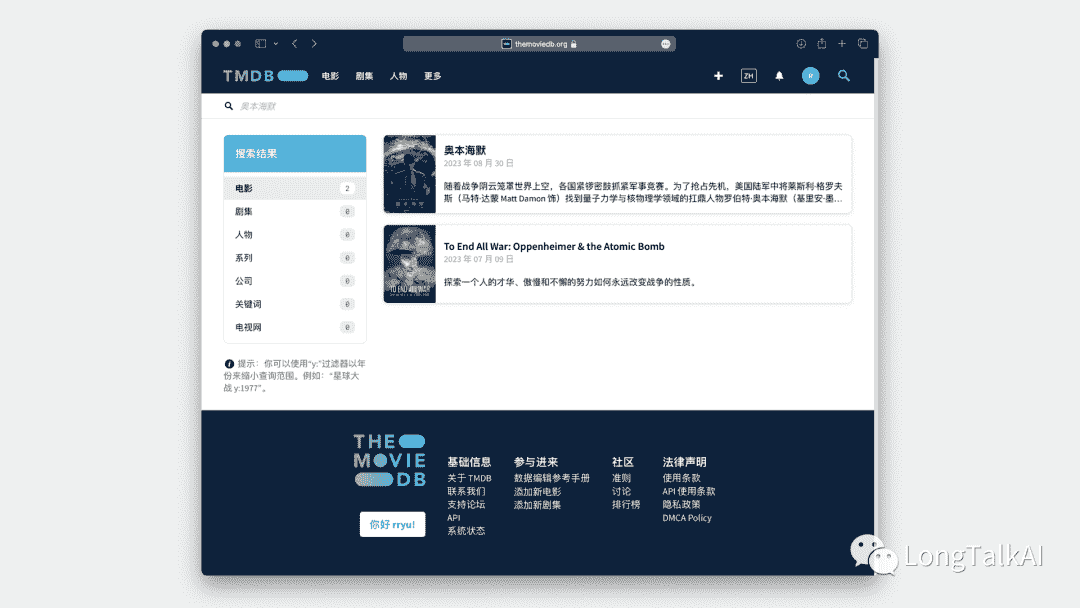 themoviedb.org
TMDB 电影 剧集 人物 更多 ZH R
奥本海默
搜索结果
电影 2
剧集 0
人物 0
系列 0
公司 0
关键词 0
电视网 0
提示：你可以使用“y:”过滤器以年
份来缩小查询范围。例如：“星球大
战 y:1977”。
奥本海默
2023 年 08 月 30 日
随着战争阴云笼罩世界上空，各国紧锣密鼓抓紧军事竞赛。为了抢占先机，美国陆军中将莱斯利·格罗夫
斯（马特·达蒙 Matt Damon 饰）找到量子力学与核物理学领域的扛鼎人物罗伯特·奥本海默（基里安·墨…
TO END ALL WAR
To End All War: Oppenheimer & the Atomic Bomb
2023 年 07 月 09 日
探索一个人的才华、傲慢和不懈的努力如何永远改变战争的性质。
THE
MOVIE
DB
你好 rryu!
基础信息
关于 TMDB
联系我们
支持论坛
API
系统状态
参与进来
数据编辑参考手册
添加新电影
添加新剧集
社区
准则
讨论
排行榜
法律声明
使用条款
API 使用条款
隐私政策
DMCA Policy
LongTalkAI